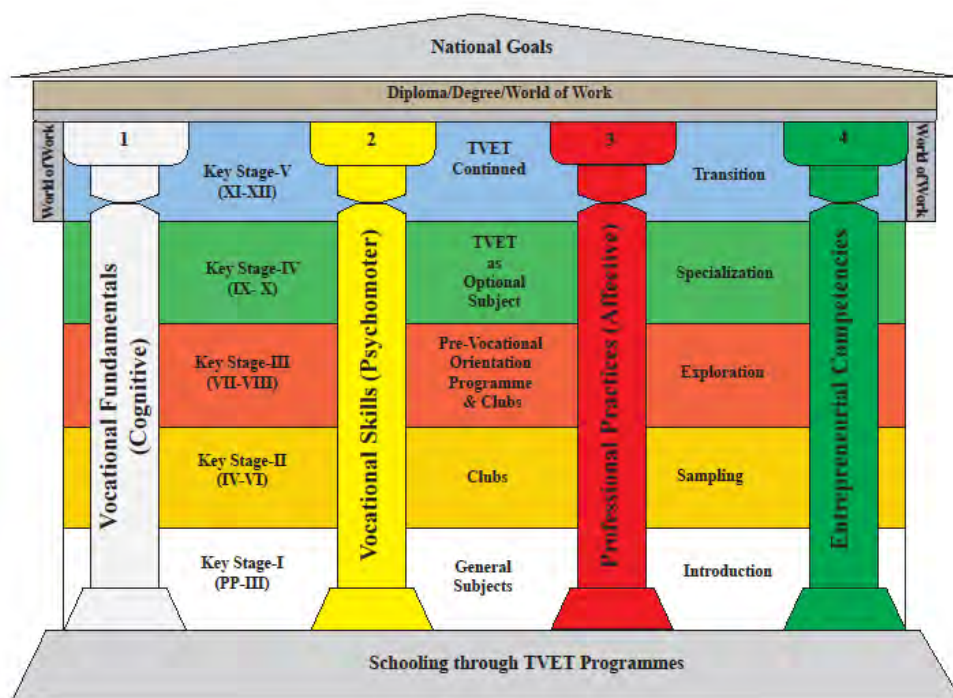 National Goals
Diploma/Degree/World of Work
World of Work
1
2
3
4
World of Work
Key Stage-V
(XI-XII)
TVET
Continued
Transition
Key Stage-IV
(IX- X)
TVET
as
Optional
Subject
Specialization
Key Stage-III
(VII-VIII)
Pre-Vocational
Orientation
Programme
& Clubs
Exploration
Key Stage-II
(IV-VI)
Clubs
Sampling
Key Stage-I
(PP-III)
General
Subjects
Introduction
Vocational Fundamentals
(Cognitive)
Vocational Skills (Psychomoter)
Professional Practices (Affective)
Entrepreneurial Competencies
Schooling through TVET Programmes